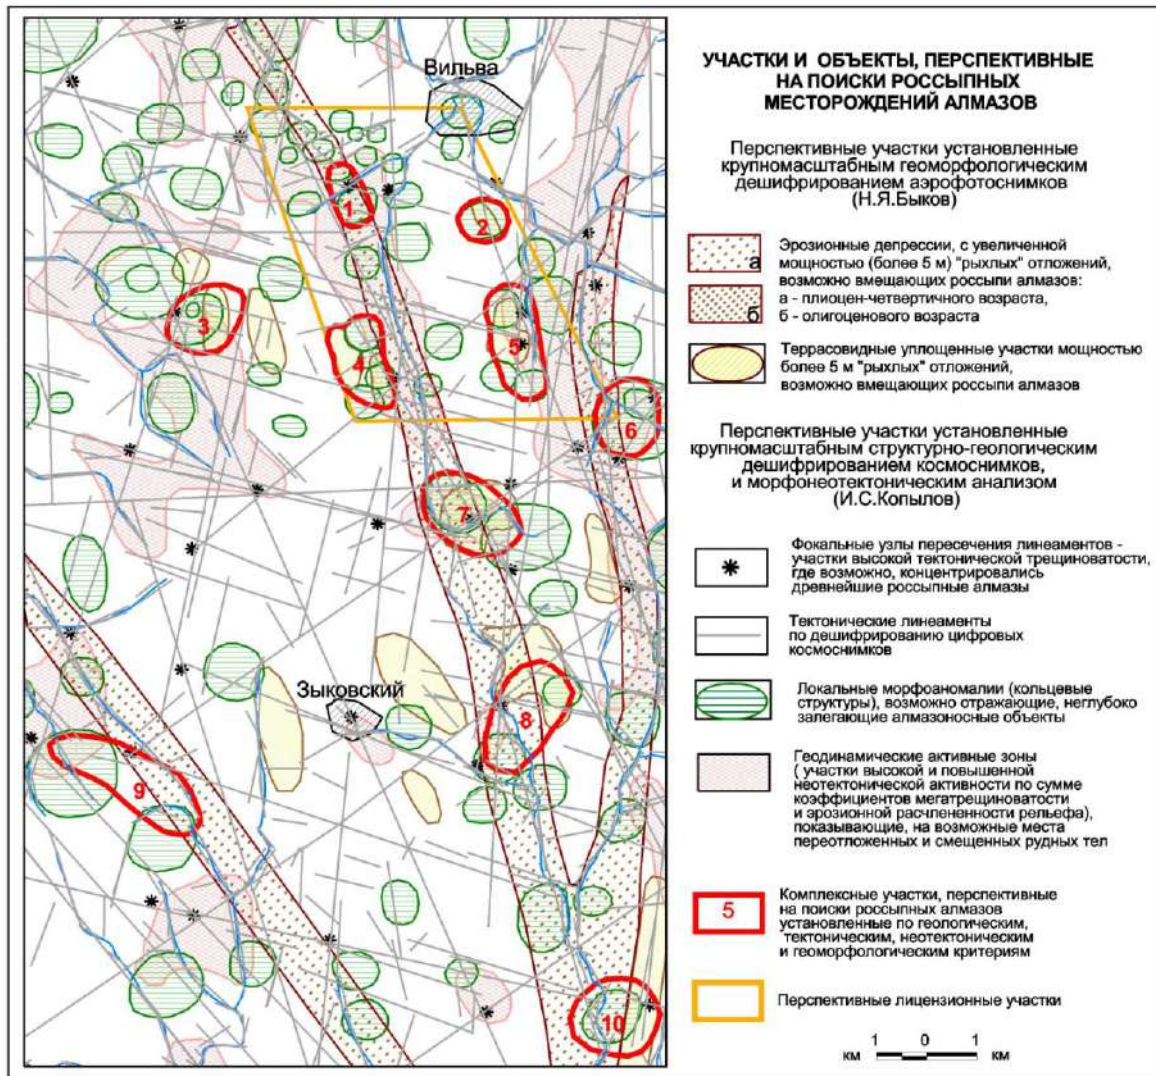 Вильва
1
2
3
4
5
6
7
Зыковский
8
9
10
УЧАСТКИ И ОБЪЕКТЫ, ПЕРСПЕКТИВНЫЕ
НА ПОИСКИ РОССЫПНЫХ
МЕСТОРОЖДЕНИЙ АЛМАЗОВ
Перспективные участки установленные
крупномасштабным геоморфологическим
дешифрированием аэрофотоснимков
(Н.Я.Быков)
а
б
Эрозионные депрессии, с увеличенной
мощностью (более 5 м) "рыхлых" отложений,
возможно вмещающих россыпи алмазов:
а - плиоцен-четвертичного возраста,
б - олигоценового возраста
Террасовидные уплощенные участки мощностью
более 5 м "рыхлых" отложений,
возможно вмещающих россыпи алмазов
Перспективные участки установленные
крупномасштабным структурно-геологическим
дешифрированием космоснимков,
и морфонеотектоническим анализом
(И.С.Копылов)
Фокальные узлы пересечения линеаментов -
участки высокой тектонической трещиноватости,
где возможно, концентрировались
древнейшие россыпные алмазы
Тектонические линеаменты
по дешифрированию цифровых
космоснимков
Локальные морфоаномалии (кольцевые
структуры), возможно отражающие, неглубоко
залегающие алмазоносные объекты
Геодинамические активные зоны
( участки высокой и повышенной
неотектонической активности по сумме
коэффициентов мегатрещиноватости
и эрозионной расчлененности рельефа),
показывающие, на возможные места
переотложенных и смещенных рудных тел
5
Комплексные участки, перспективные
на поиски россыпных алмазов
установленные по геологическим,
тектоническим, неотектоническим
и геоморфологическим критериям
Перспективные лицензионные участки
1 0 1
км км